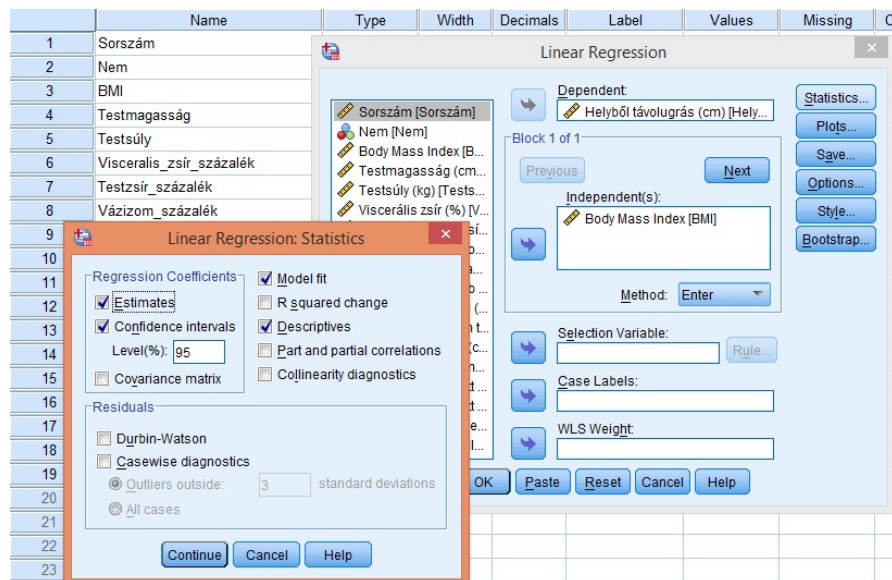 Name Type Width Decimals Label Values Missing
1 Sorszám
2 Nem
3 BMI
4 Testmagasság
5 Testsúly
6 Visceralis_zsír_százalék
7 Testzsír_százalék
8 Vázizom_százalék
9
10
11
12
13
14
15
16
17
18
19
20
21
22
23
Linear Regression
Sorszám [Sorszám]
Nem [Nem]
Body Mass Index [B...
Testmagasság (cm...
Testsúly (kg) [Tests...
Viscerális zsír (%) [V...
Dependent:
Helyből távolugrás (cm) [Hely...
Block 1 of 1
Previous
Next
Independent(s):
Body Mass Index [BMI]
Method: Enter
Selection Variable:
Rule...
Case Labels:
WLS Weight:
Statistics...
Plots...
Save...
Options...
Style...
Bootstrap...
OK Paste Reset Cancel Help
Linear Regression: Statistics
Regression Coefficients
Estimates
Confidence intervals
Level(%): 95
Covariance matrix
Model fit
R squared change
Descriptives
Part and partial correlations
Collinearity diagnostics
Residuals
Durbin-Watson
Casewise diagnostics
Outliers outside: 3 standard deviations
All cases
Continue Cancel Help